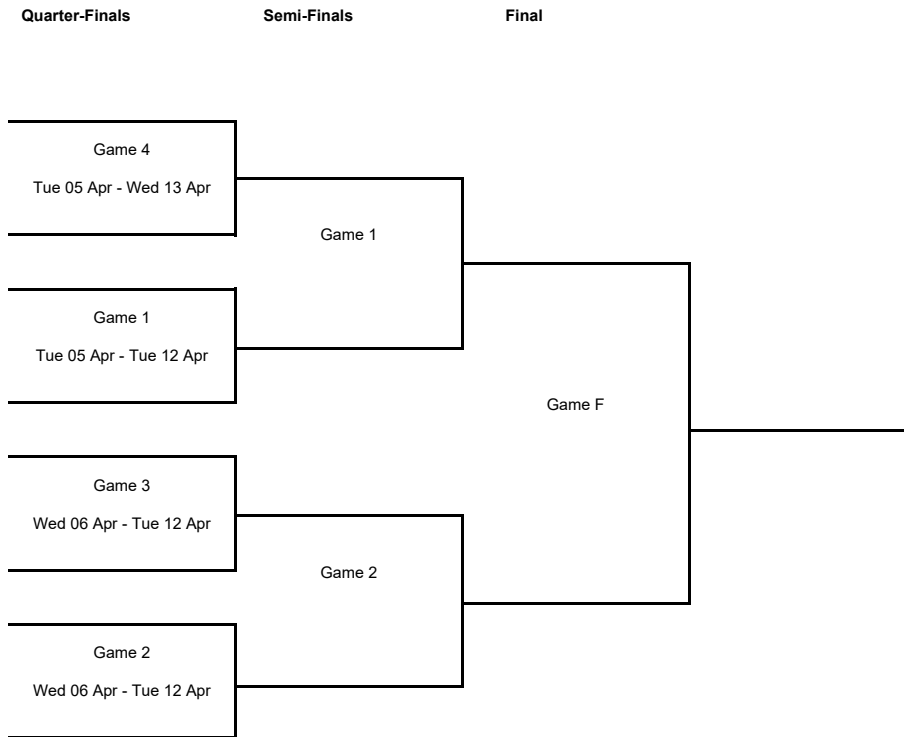 Quarter-Finals Semi-Finals Final
Game 4
Tue 05 Apr - Wed 13 Apr
Game 1
Game 1
Tue 05 Apr - Tue 12 Apr
Game F
Game 3
Wed 06 Apr - Tue 12 Apr
Game 2
Game 2
Wed 06 Apr - Tue 12 Apr